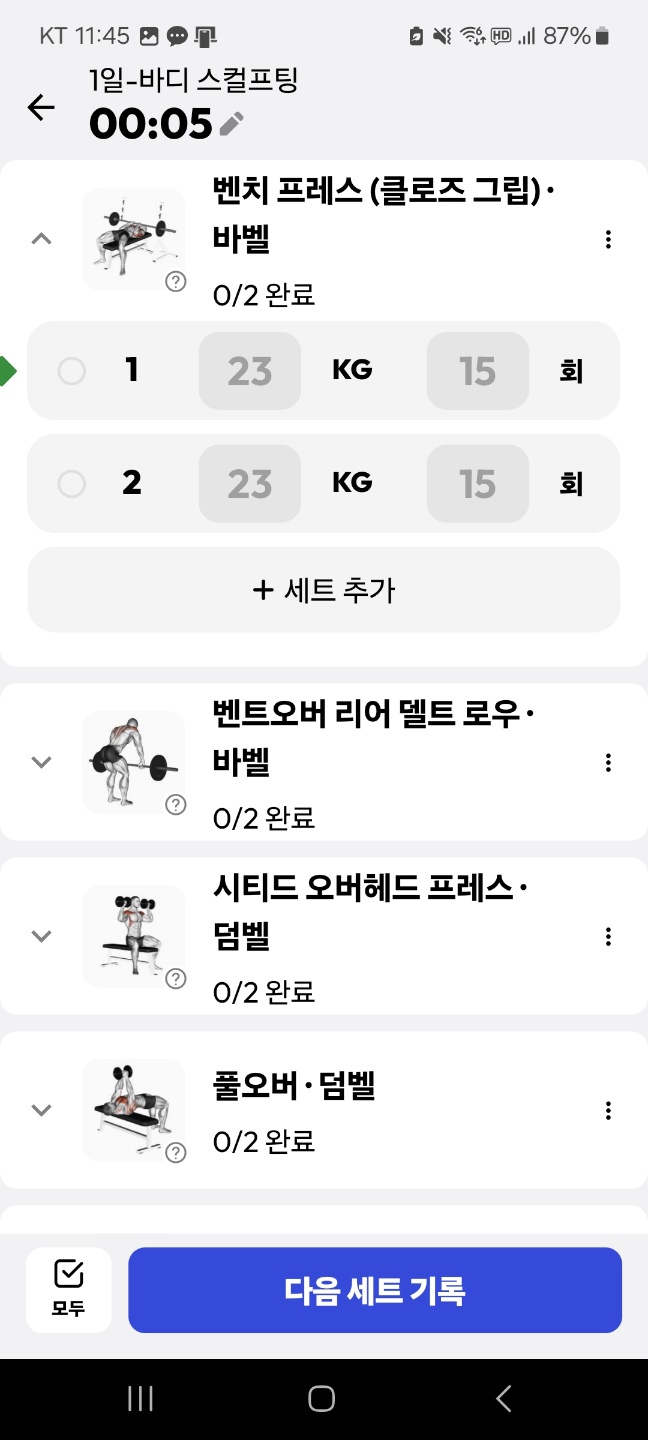 KT 11:45 HD 87%
1일-바디 스컬프팅
00:05
벤치 프레스 (클로즈 그립) ·
바벨
0/2 완료
1 23 KG 15 회
2 23 KG 15 회
+ 세트 추가
벤트오버 리어 델트 로우 ·
바벨
0/2 완료
시티드 오버헤드 프레스 ·
덤벨
0/2 완료
풀오버 · 덤벨
0/2 완료
모두
다음 세트 기록